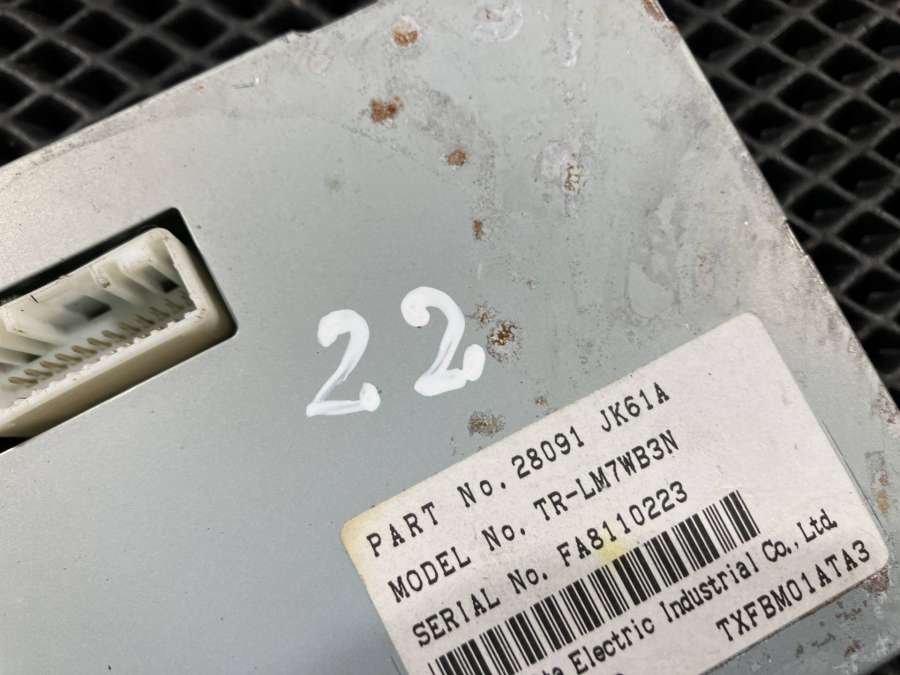 22
PART No. 28091 JK61A
MODEL No. TR-LM7WB3N
SERIAL No. FA8110223
Electric Industrial Co., Ltd.
TXFBM01ATA3